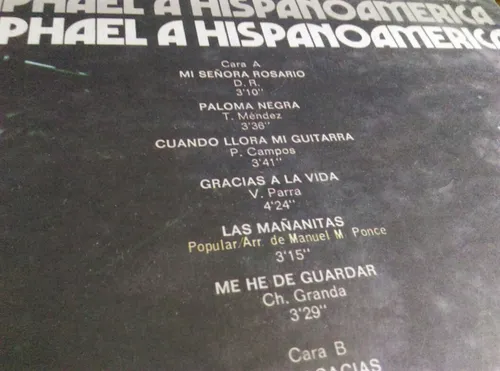 PHAEL A HISPANOAMERICA
PHAEL A HISPANOAMERICA
Cara A
MI SEÑORA ROSARIO
D. R.
3'10''
PALOMA NEGRA
T. Méndez
3'36''
CUANDO LLORA MI GUITARRA
P. Campos
3'41''
GRACIAS A LA VIDA
V. Parra
4'24''
LAS MAÑANITAS
Popular/Arr. de Manuel M. Ponce
3'15''
ME HE DE GUARDAR
Ch. Granda
3'29''
Cara B